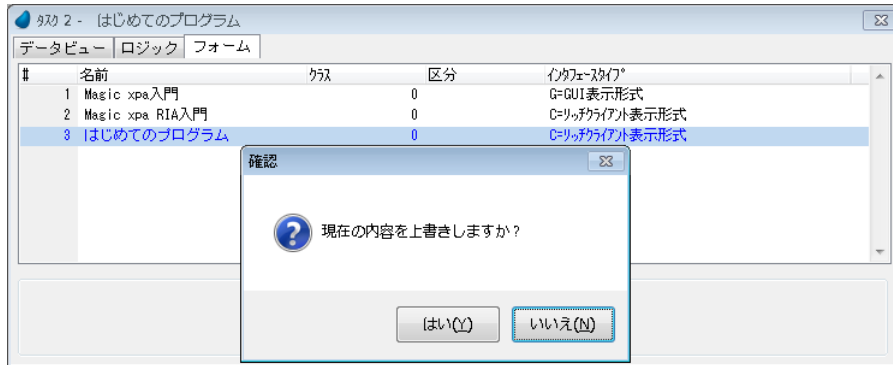 ﾀｽｸ 2 - はじめてのプログラム
データビュー ロジック フォーム
# 名前 ｸﾗｽ 区分 ｲﾝﾀﾌｪｰｽﾀｲﾌﾟ
1 Magic xpa入門 0 G=GUI表示形式
2 Magic xpa RIA入門 0 C=ﾘｯﾁｸﾗｲｱﾝﾄ表示形式
3 はじめてのプログラム 0 C=ﾘｯﾁｸﾗｲｱﾝﾄ表示形式
確認
現在の内容を上書きしますか?
はい(Y) いいえ(N)